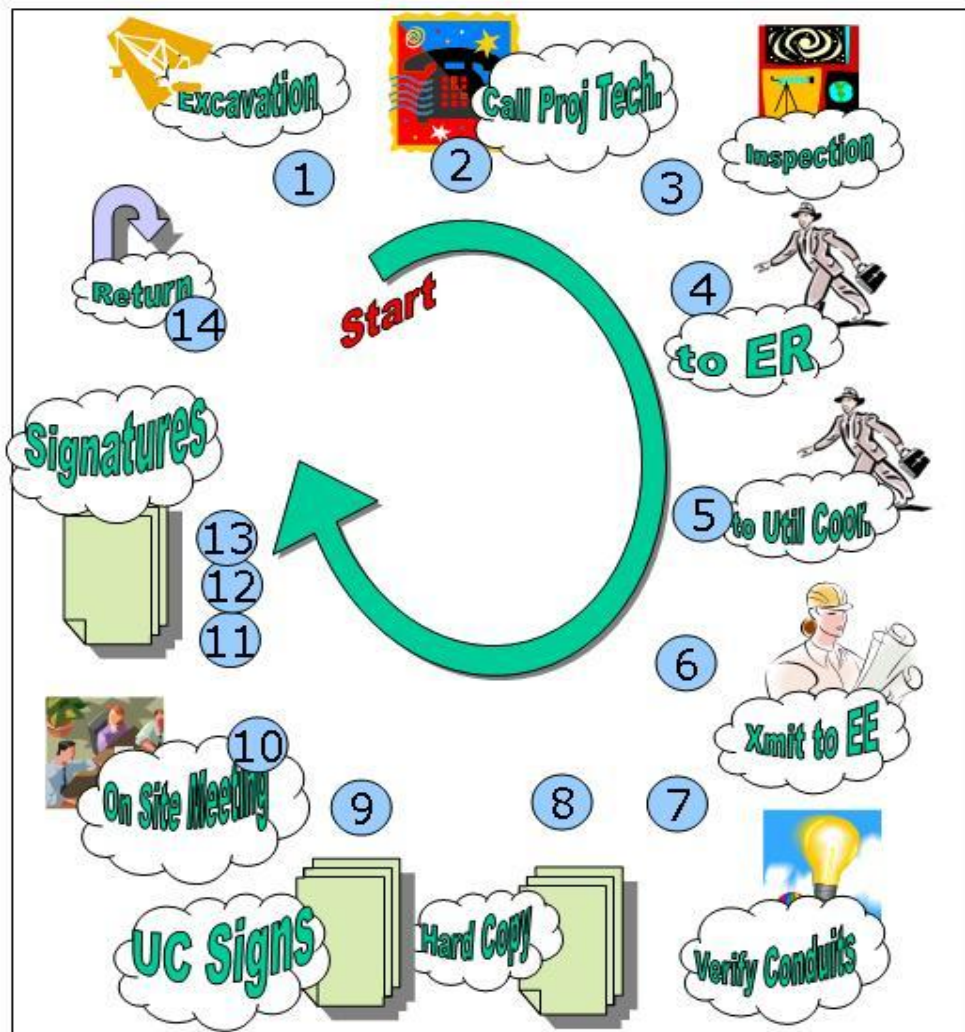 Excavation
1
Call Proj Tech.
2
Inspection
3
Start
to ER
4
to Util Coor.
5
Xmit to EE
6
Verify Conduits
7
Hard Copy
8
UC Signs
9
On Site Meeting
10
Signatures
11
12
13
Return
14